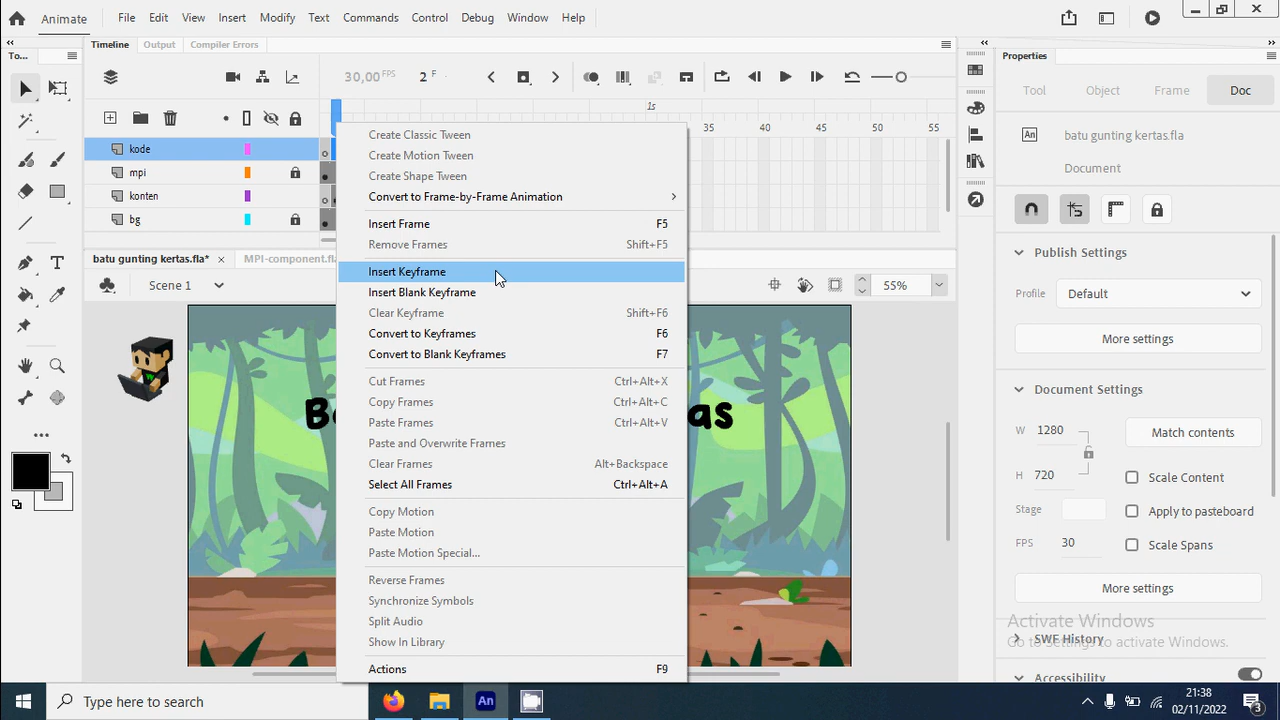 Animate File Edit View Insert Modify Text Commands Control Debug Window Help
To... Timeline Output Compiler Errors Properties
30,00 FPS 2 F
Tool Object Frame Doc
1s
35 40 45 50 55
kode
mpi
konten
bg
An batu gunting kertas.fla
Document
batu gunting kertas.fla* × MPI-component.fla
Scene 1 55%
Create Classic Tween
Create Motion Tween
Create Shape Tween
Convert to Frame-by-Frame Animation
Insert Frame F5
Remove Frames Shift+F5
Insert Keyframe
Insert Blank Keyframe
Clear Keyframe Shift+F6
Convert to Keyframes F6
Convert to Blank Keyframes F7
Cut Frames Ctrl+Alt+X
Copy Frames Ctrl+Alt+C
Paste Frames Ctrl+Alt+V
Paste and Overwrite Frames
Clear Frames Alt+Backspace
Select All Frames Ctrl+Alt+A
Copy Motion
Paste Motion
Paste Motion Special...
Reverse Frames
Synchronize Symbols
Split Audio
Show In Library
Actions F9
B as
Publish Settings
Profile Default
More settings
Document Settings
W 1280 Match contents
H 720 Scale Content
Stage Apply to pasteboard
FPS 30 Scale Spans
More settings
SWF History
Activate Windows
Go to Settings to activate Windows.
Accessibility
Type here to search An 21:38
02/11/2022 3